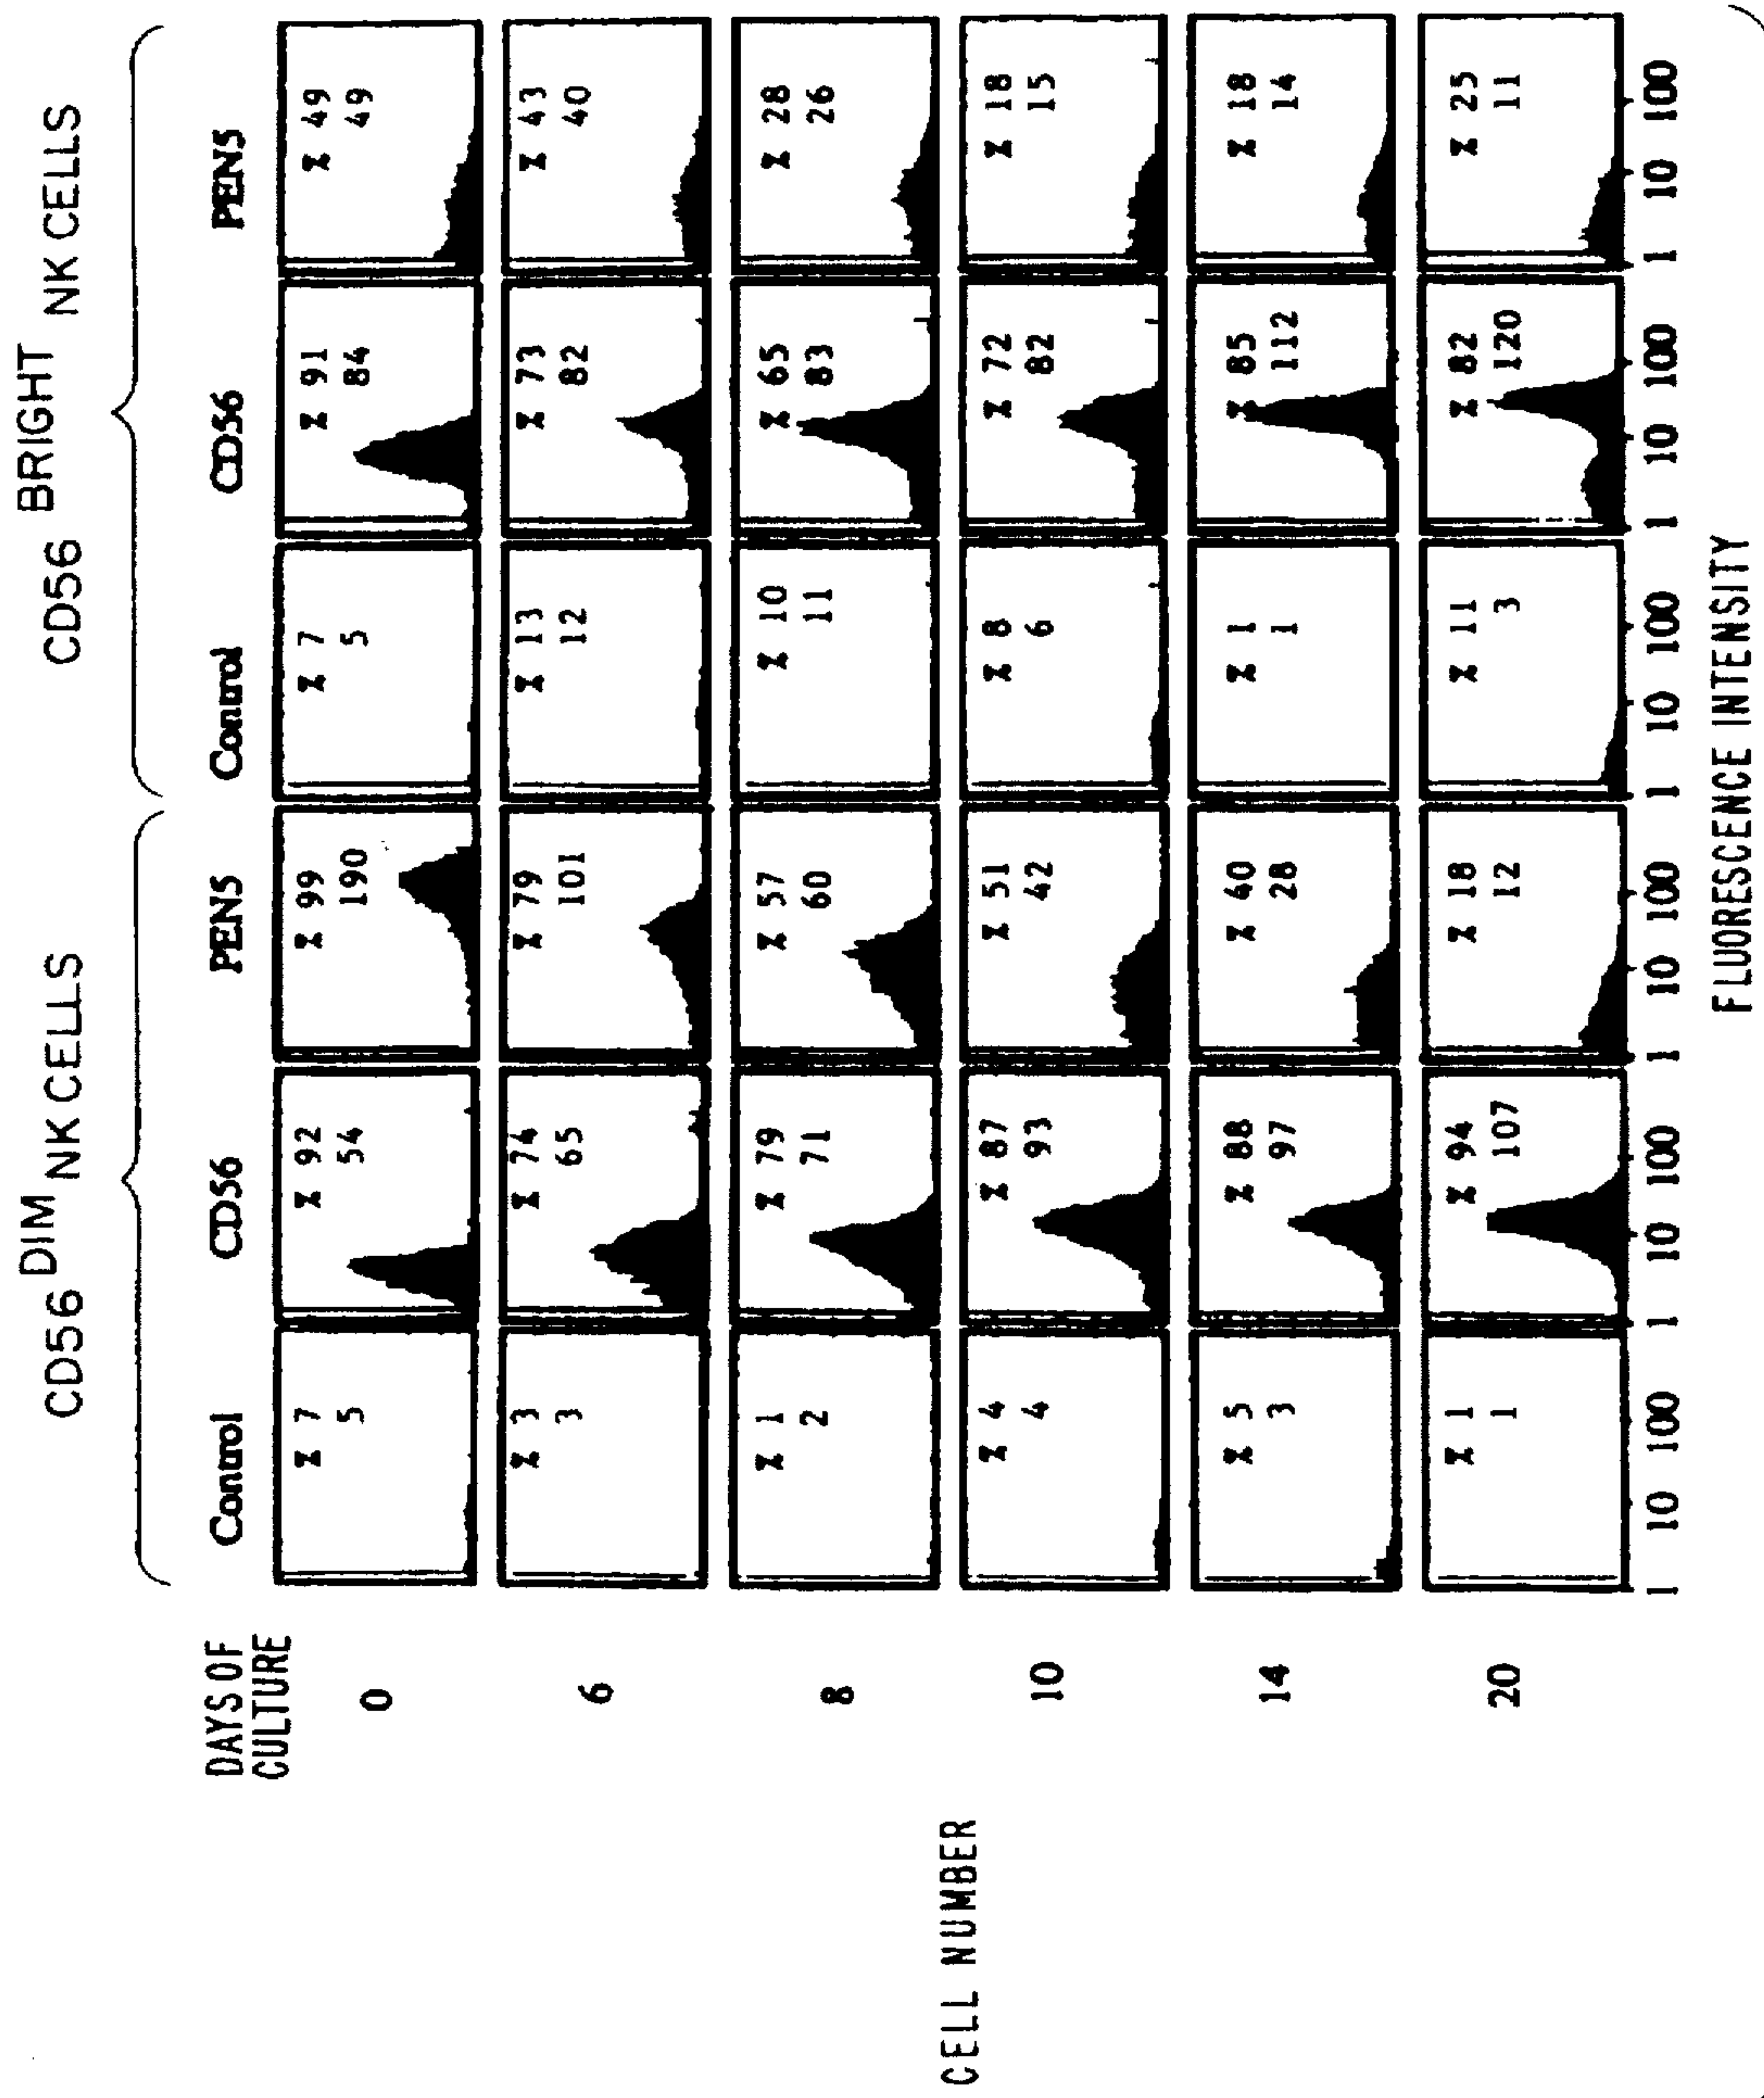 CD56 DIM NK CELLS CD56 BRIGHT NK CELLS
DAYS OF CULTURE Control CD56 PEN5 Control CD56 PEN5
0 % 7 % 92 % 99 % 7 % 91 % 49
5 54 190 5 84 49
6 % 3 % 74 % 79 % 13 % 73 % 43
3 65 101 12 82 40
8 % 1 % 79 % 57 % 10 % 65 % 28
2 71 60 11 83 26
CELL NUMBER
10 % 4 % 87 % 51 % 8 % 72 % 18
4 93 42 6 82 15
14 % 5 % 88 % 40 % 1 % 85 % 18
3 97 28 1 112 14
20 % 1 % 94 % 18 % 11 % 82 % 25
1 107 12 3 120 11
1 10 100 1 10 100 1 10 100 1 10 100 1 10 100 1 10 100
FLUORESCENCE INTENSITY